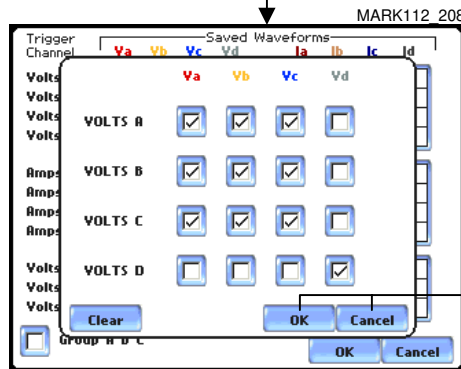 MARK112_208
Trigger
Channel
Saved Waveforms
Va Vb Vc Vd Ia Ib Ic Id
Volts
Volts
Volts
Volts
Amps
Amps
Amps
Amps
Volts
Volts
Volts
Va Vb Vc Vd
VOLTS A
VOLTS B
VOLTS C
VOLTS D
Clear OK Cancel
Group A B C
OK Cancel